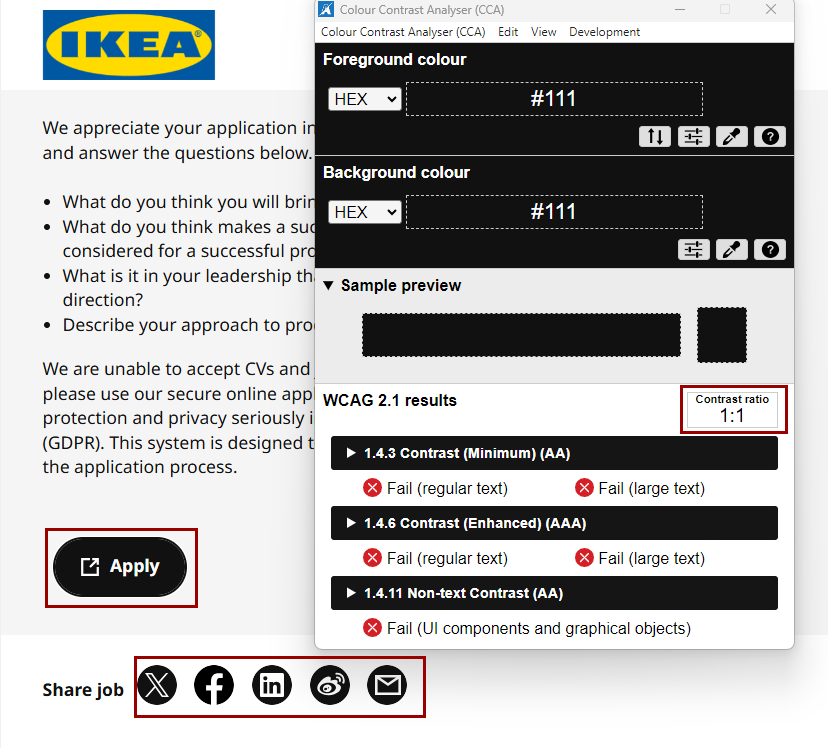 IKEA®
We appreciate your application in
and answer the questions below.
What do you think you will brin
What do you think makes a suc
considered for a successful pro
What is it in your leadership tha
direction?
Describe your approach to pro
We are unable to accept CVs and
please use our secure online appl
protection and privacy seriously i
(GDPR). This system is designed t
the application process.
Apply
Share job
Colour Contrast Analyser (CCA)
Colour Contrast Analyser (CCA) Edit View Development
Foreground colour
HEX #111
Background colour
HEX #111
Sample preview
WCAG 2.1 results
Contrast ratio
1:1
1.4.3 Contrast (Minimum) (AA)
Fail (regular text) Fail (large text)
1.4.6 Contrast (Enhanced) (AAA)
Fail (regular text) Fail (large text)
1.4.11 Non-text Contrast (AA)
Fail (UI components and graphical objects)